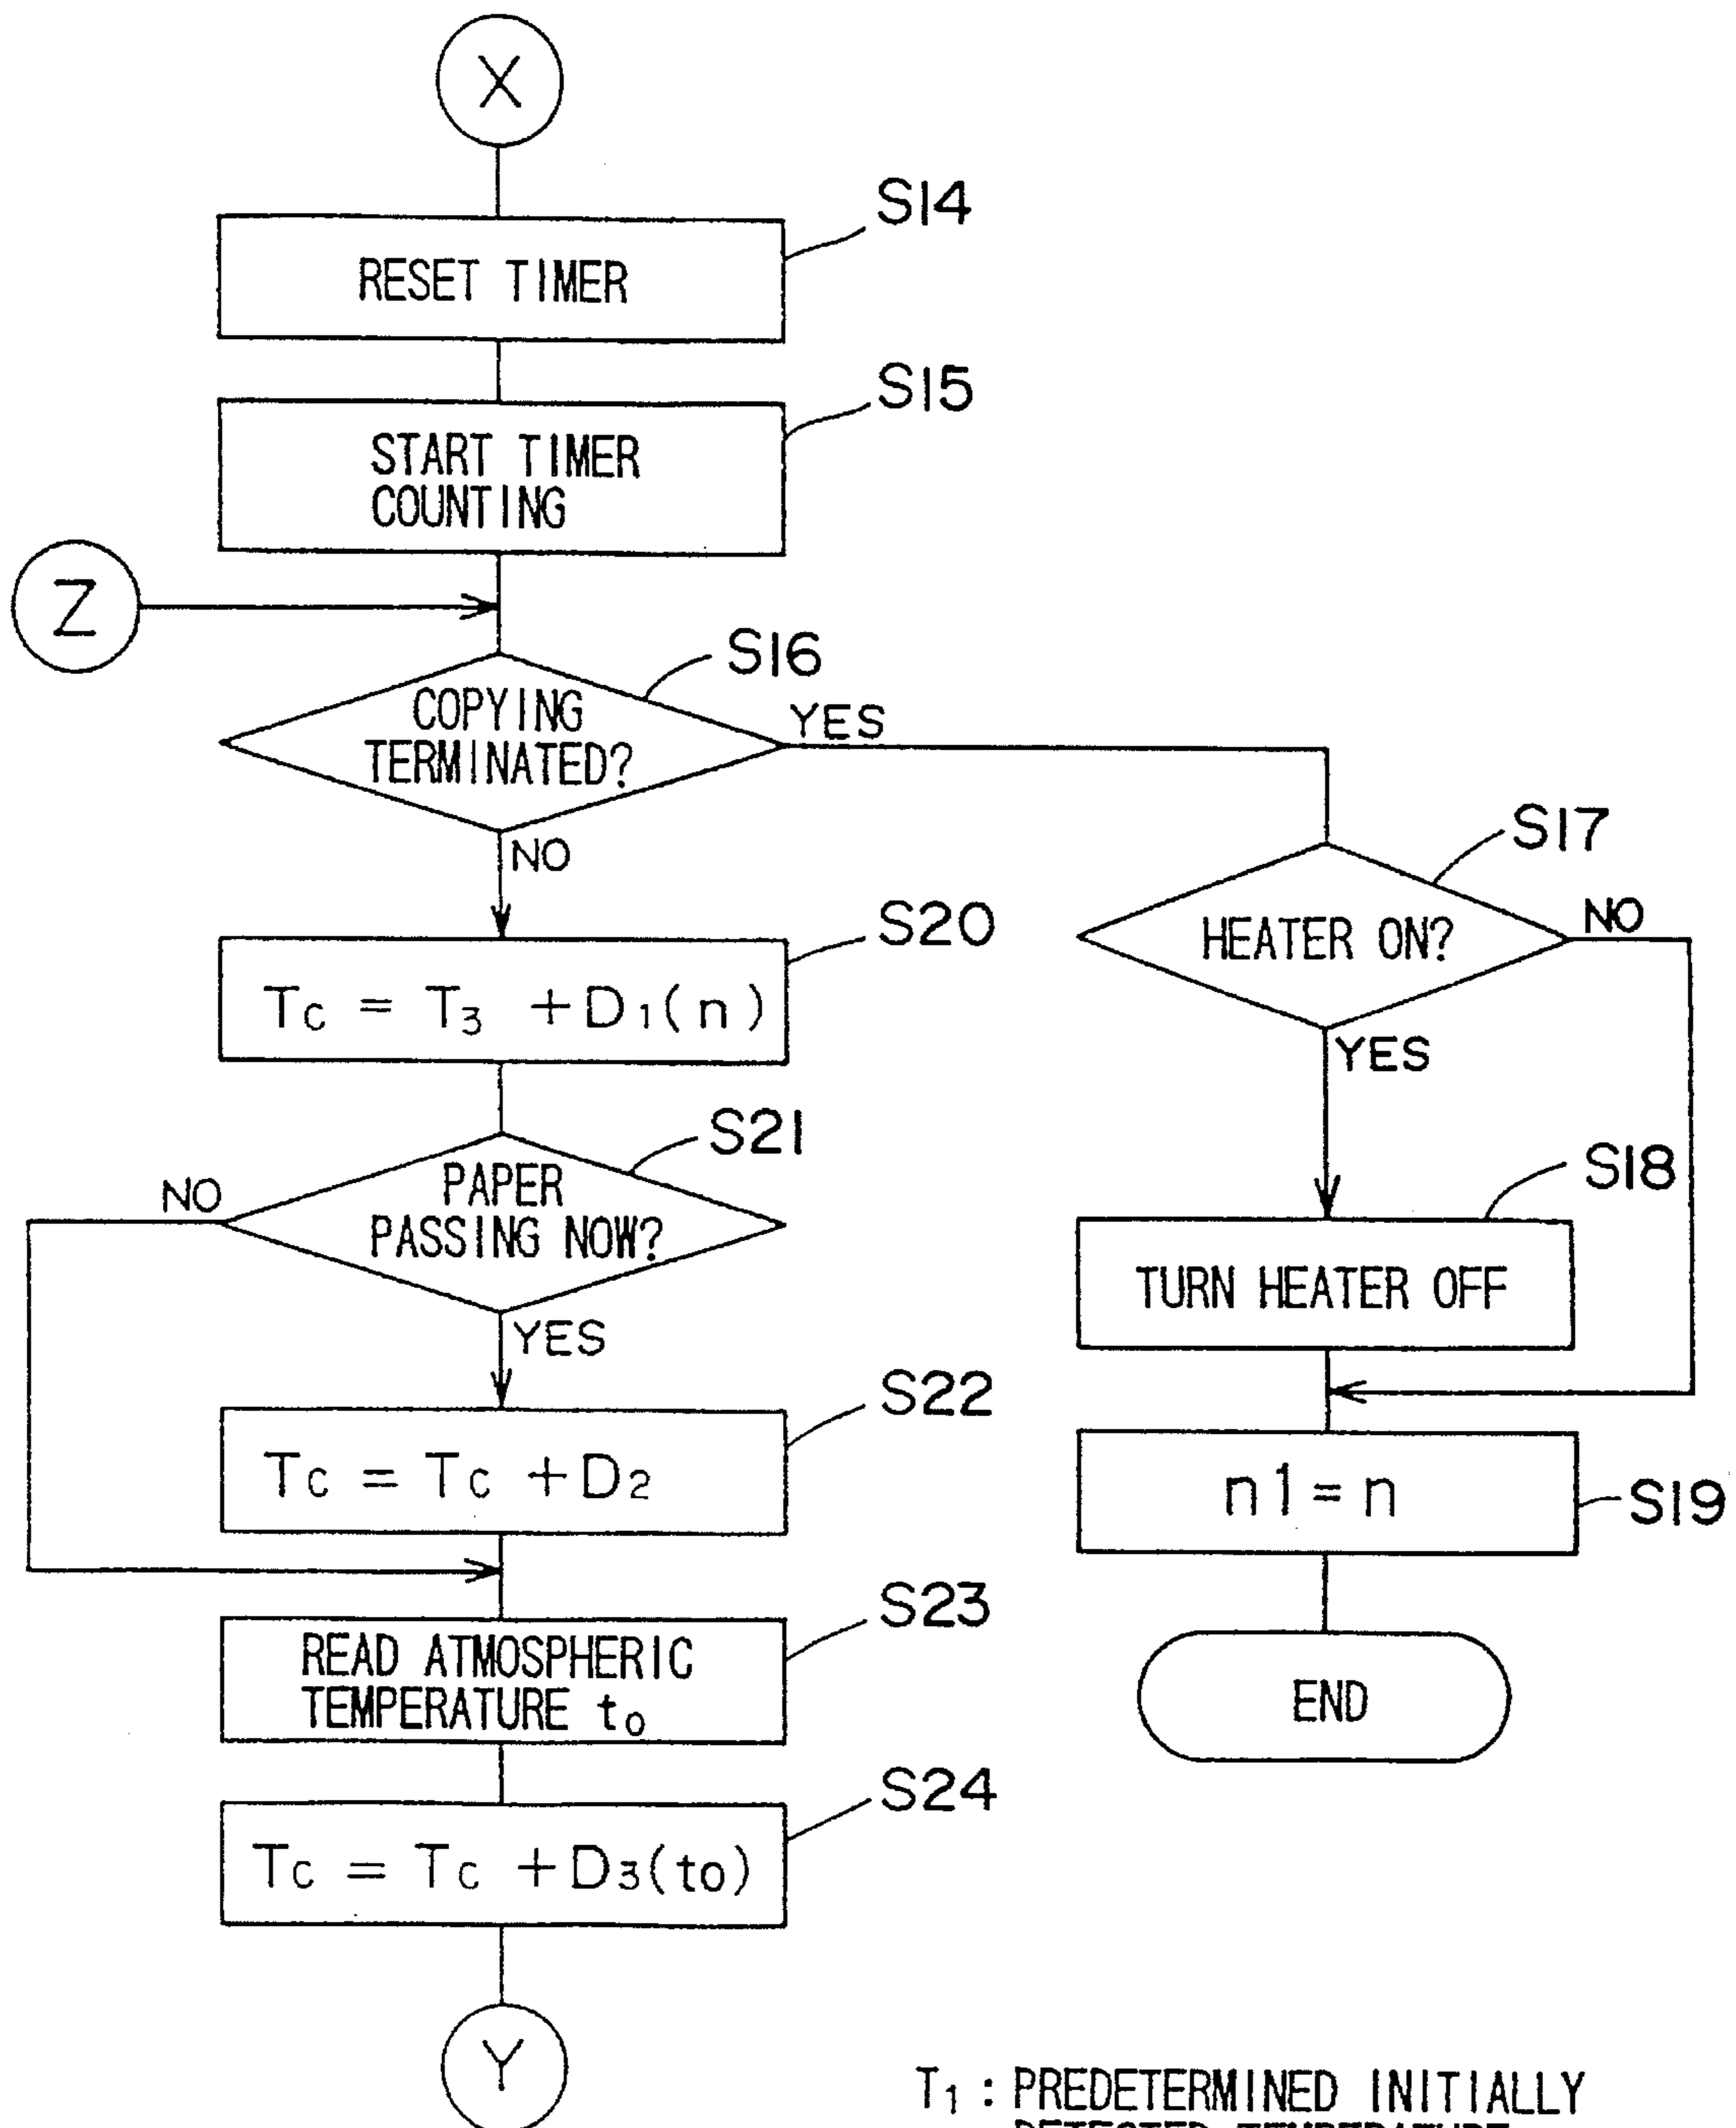 X
S14
RESET TIMER
S15
START TIMER
COUNTING
Z
S16
COPYING
TERMINATED?
YES
NO
S17
HEATER ON?
NO
YES
S20
Tc = T3 + D1(n)
S21
PAPER
PASSING NOW?
NO
YES
S18
TURN HEATER OFF
S22
Tc = Tc + D2
S19
n1 = n
S23
READ ATMOSPHERIC
TEMPERATURE to
END
S24
Tc = Tc + D3(to)
Y
T1 : PREDETERMINED INITIALLY
DETECTED TEMPERATURE